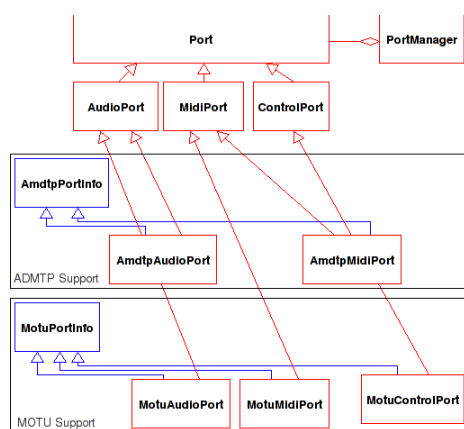 Port
PortManager
AudioPort
MidiPort
ControlPort
AmdtpPortInfo
AmdtpAudioPort
AmdtpMidiPort
ADMTP Support
MotuPortInfo
MotuAudioPort
MotuMidiPort
MotuControlPort
MOTU Support